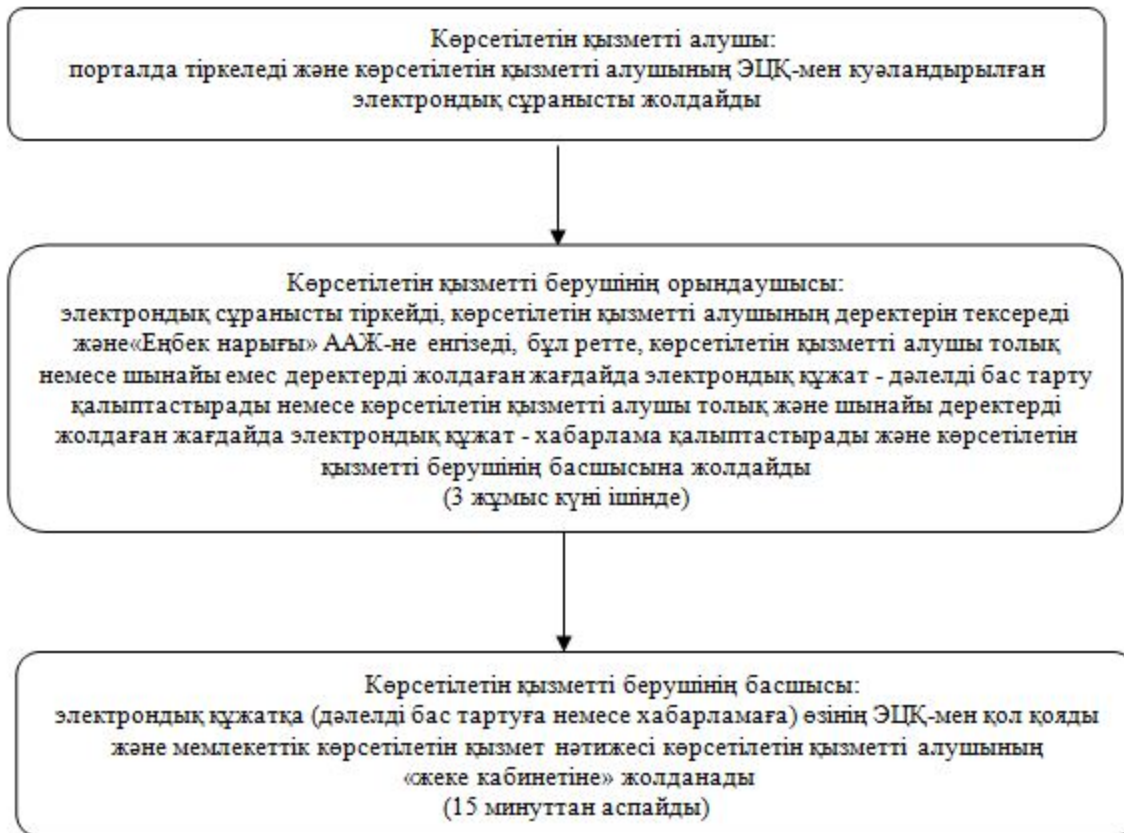 Көрсетілетін қызметті алушы:
порталда тіркеледі және көрсетілетін қызметті алушының ЭЦҚ-мен куәландырылған
электрондық сұранысты жолдайды
Көрсетілетін қызметті берушінің орындаушысы:
электрондық сұранысты тіркейді, көрсетілетін қызметті алушының деректерін тексереді
және«Еңбек нарығы» ААЖ-не енгізеді, бұл ретте, көрсетілетін қызметті алушы толық
немесе шынайы емес деректерді жолдаған жағдайда электрондық құжат - дәлелді бас тарту
қалыптастырады немесе көрсетілетін қызметті алушы толық және шынайы деректерді
жолдаған жағдайда электрондық құжат - хабарлама қалыптастырады және көрсетілетін
қызметті берушінің басшысына жолдайды
(3 жұмыс күні ішінде)
Көрсетілетін қызметті берушінің басшысы:
электрондық құжатқа (дәлелді бас тартуға немесе хабарламаға) өзінің ЭЦҚ-мен қол қояды
және мемлекеттік көрсетілетін қызмет нәтижесі көрсетілетін қызметті алушының
«жеке кабинетіне» жолданады
(15 минуттан аспайды)